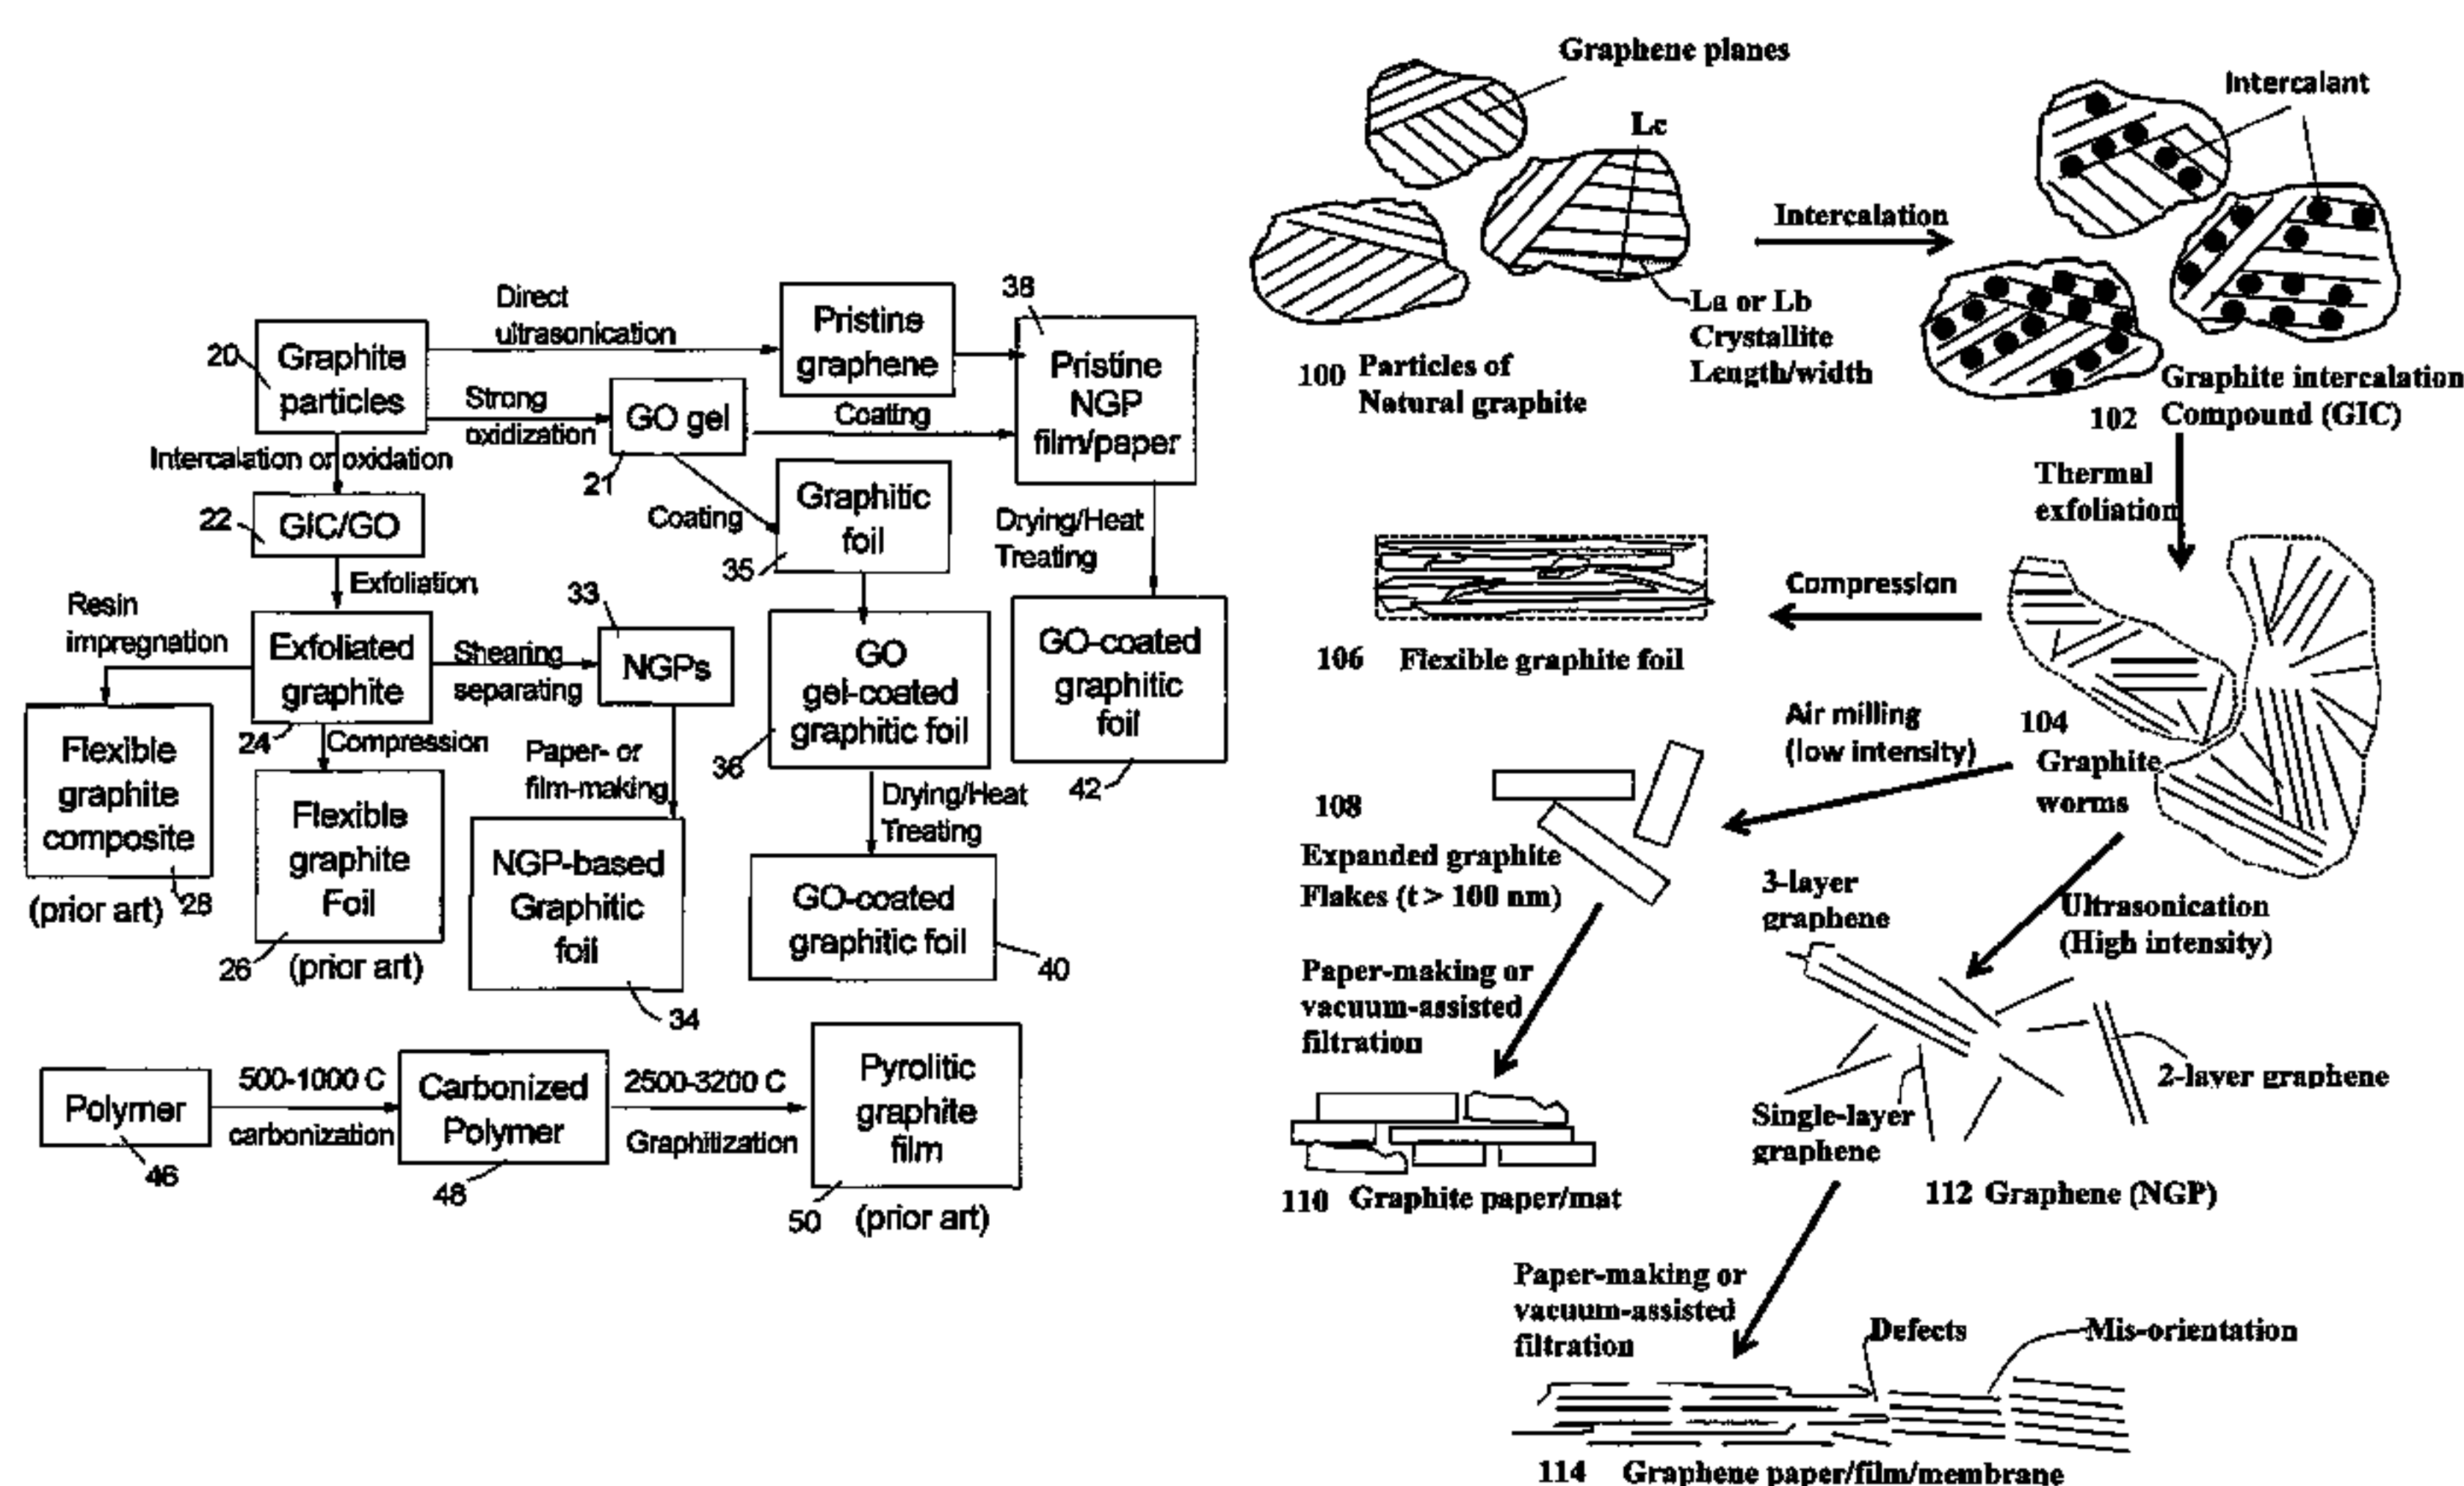 Direct
ultrasonication
Pristine
graphene
38
20
Graphite
particles
Strong
oxidization
GO gel
21
Coating
Pristine
NGP
film/paper
Intercalation or oxidation
22
GIC/GO
Coating
Graphitic
foil
35
Drying/Heat
Treating
Exfoliation
Resin
impregnation
Exfoliated
graphite
24
Shearing
separating
33
NGPs
GO
gel-coated
graphitic foil
36
GO-coated
graphitic
foil
42
Flexible
graphite
composite
(prior art)
28
Compression
Flexible
graphite
Foil
26
(prior art)
Paper- or
film-making
NGP-based
Graphitic
foil
34
Drying/Heat
Treating
GO-coated
graphitic foil
40
Polymer
46
500-1000 C
carbonization
Carbonized
Polymer
48
2500-3200 C
Graphitization
Pyrolitic
graphite
film
50
(prior art)
Graphene planes
Lc
La or Lb
Crystallite
Length/width
100 Particles of
Natural graphite
Intercalation
Intercalant
Graphite intercalation
102 Compound (GIC)
Thermal
exfoliation
Compression
106 Flexible graphite foil
104
Graphite
worms
Air milling
(low intensity)
108
Expanded graphite
Flakes (t > 100 nm)
Ultrasonication
(High intensity)
3-layer
graphene
2-layer graphene
Single-layer
graphene
112 Graphene (NGP)
Paper-making or
vacuum-assisted
filtration
110 Graphite paper/mat
Paper-making or
vacuum-assisted
filtration
Defects
Mis-orientation
114 Graphene paper/film/membrane